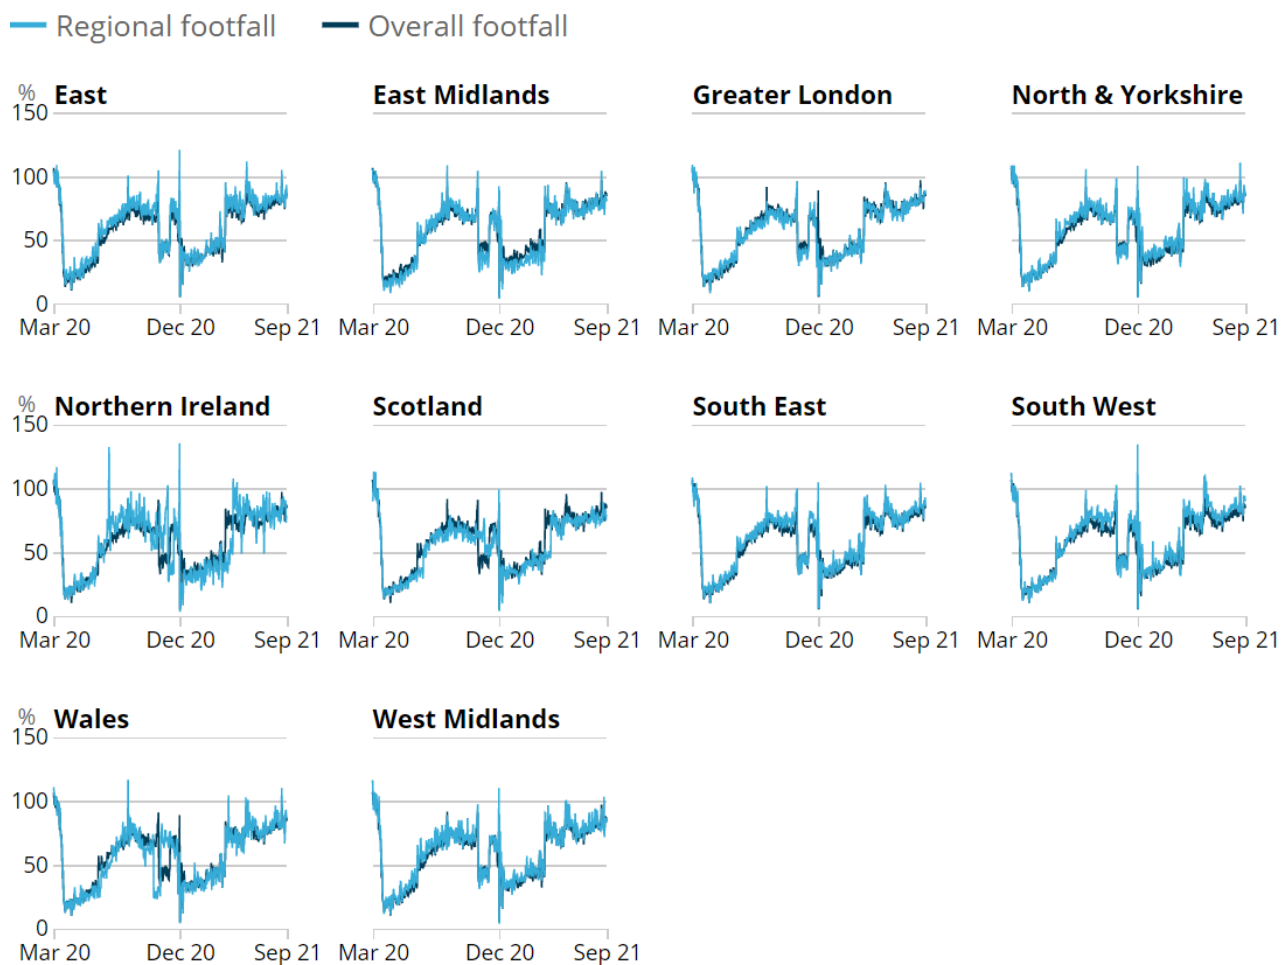 Regional footfall Overall footfall
% East East Midlands Greater London North & Yorkshire
150
100
50
0
Mar 20 Dec 20 Sep 21 Mar 20 Dec 20 Sep 21 Mar 20 Dec 20 Sep 21 Mar 20 Dec 20 Sep 21
% Northern Ireland Scotland South East South West
150
100
50
0
Mar 20 Dec 20 Sep 21 Mar 20 Dec 20 Sep 21 Mar 20 Dec 20 Sep 21 Mar 20 Dec 20 Sep 21
% Wales West Midlands
150
100
50
0
Mar 20 Dec 20 Sep 21 Mar 20 Dec 20 Sep 21